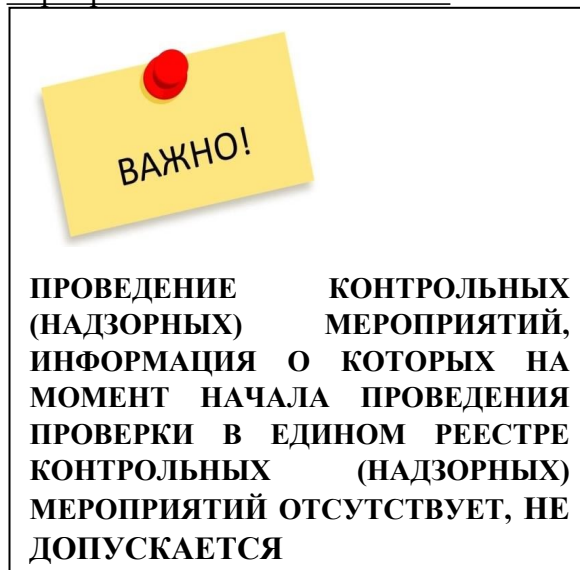 ВАЖНО!
ПРОВЕДЕНИЕ КОНТРОЛЬНЫХ
(НАДЗОРНЫХ) МЕРОПРИЯТИЙ,
ИНФОРМАЦИЯ О КОТОРЫХ НА
МОМЕНТ НАЧАЛА ПРОВЕДЕНИЯ
ПРОВЕРКИ В ЕДИНОМ РЕЕСТРЕ
КОНТРОЛЬНЫХ (НАДЗОРНЫХ)
МЕРОПРИЯТИЙ ОТСУТСТВУЕТ, НЕ
ДОПУСКАЕТСЯ